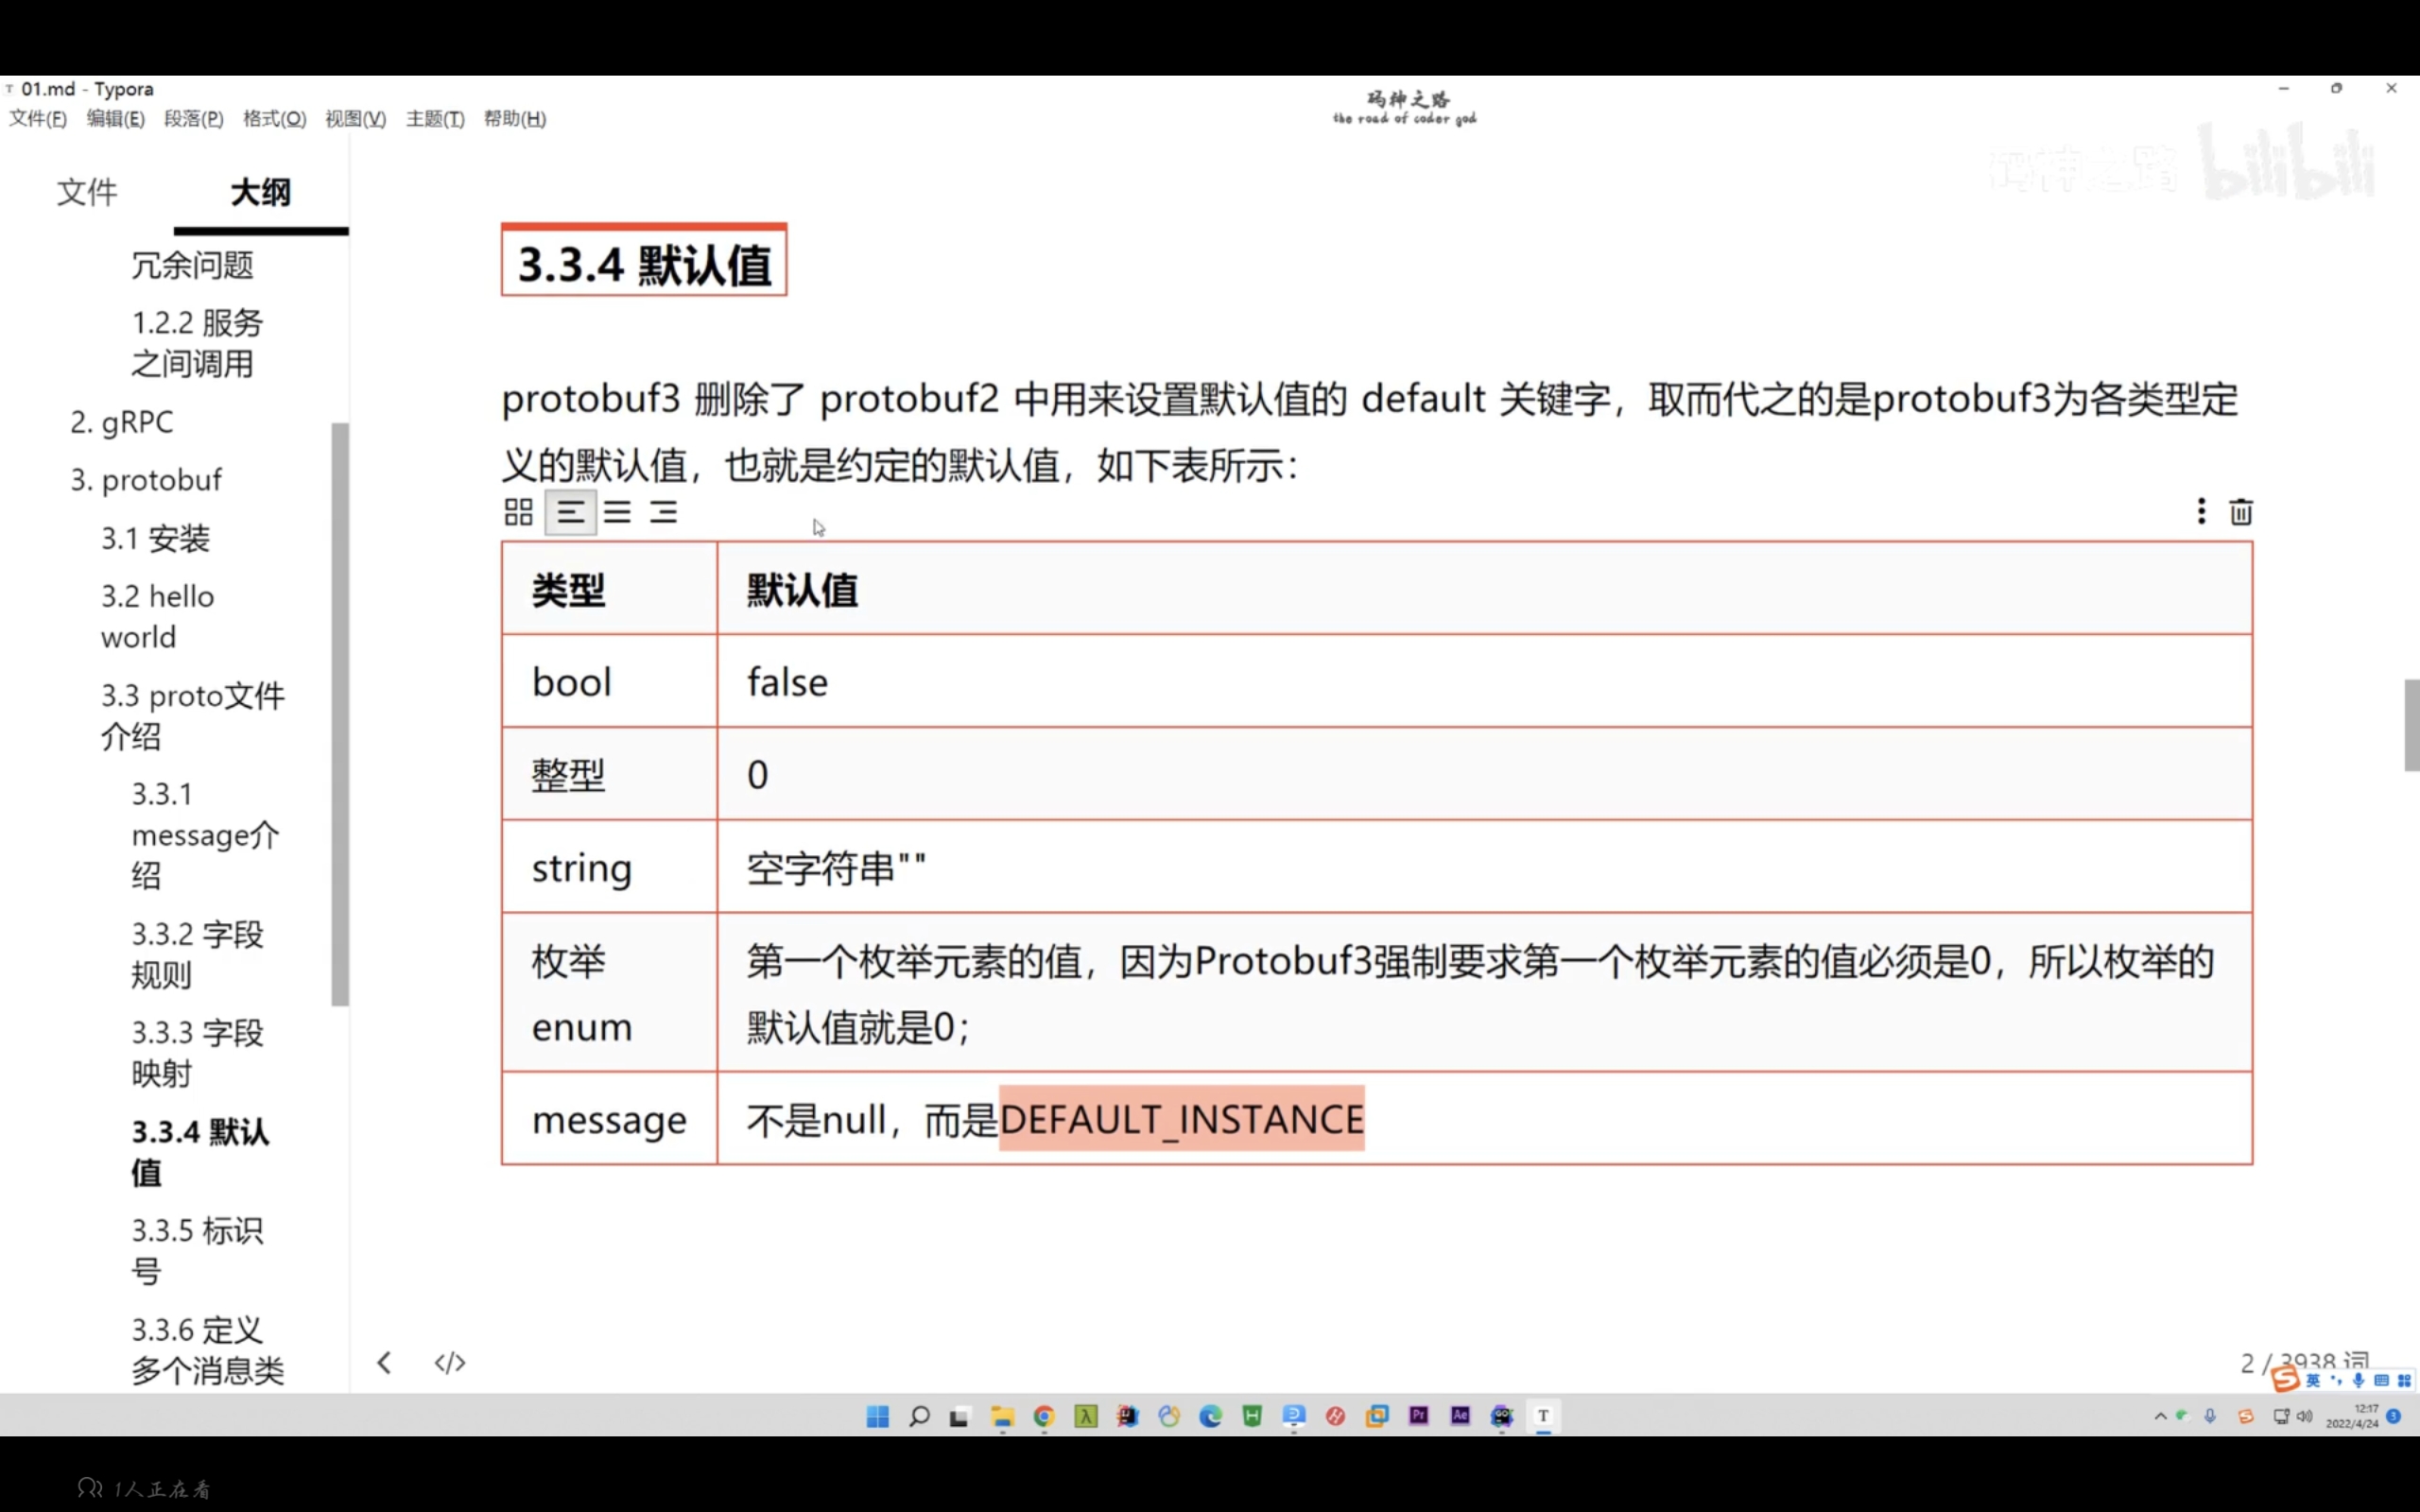 01.md - Typora
文件(F) 编辑(E) 段落(P) 格式(O) 视图(V) 主题(T) 帮助(H)
码神之路
the road of coder god
码神之路 bilibili
文件 大纲
冗余问题
1.2.2 服务
之间调用
2. gRPC
3. protobuf
3.1 安装
3.2 hello
world
3.3 proto文件
介绍
3.3.1
message介
绍
3.3.2 字段
规则
3.3.3 字段
映射
3.3.4 默认
值
3.3.5 标识
号
3.3.6 定义
多个消息类
3.3.4 默认值
protobuf3 删除了 protobuf2 中用来设置默认值的 default 关键字，取而代之的是protobuf3为各类型定
义的默认值，也就是约定的默认值，如下表所示：
类型 默认值
bool false
整型 0
string 空字符串""
枚举 第一个枚举元素的值，因为Protobuf3强制要求第一个枚举元素的值必须是0，所以枚举的
enum 默认值就是0；
message 不是null，而是DEFAULT_INSTANCE
2 / 3938 词
英
12:17
2022/4/24
3
1人正在看